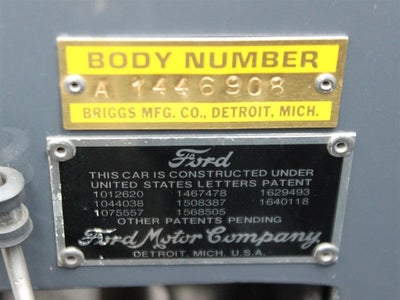 BODY NUMBER
A 1446908
BRIGGS MFG. CO., DETROIT, MICH.
Ford
THIS CAR IS CONSTRUCTED UNDER
UNITED STATES LETTERS PATENT
1012620 1467478 1629493
1044038 1508387 1640118
1075557 1568505
OTHER PATENTS PENDING
Ford Motor Company
DETROIT, MICH. U.S.A.